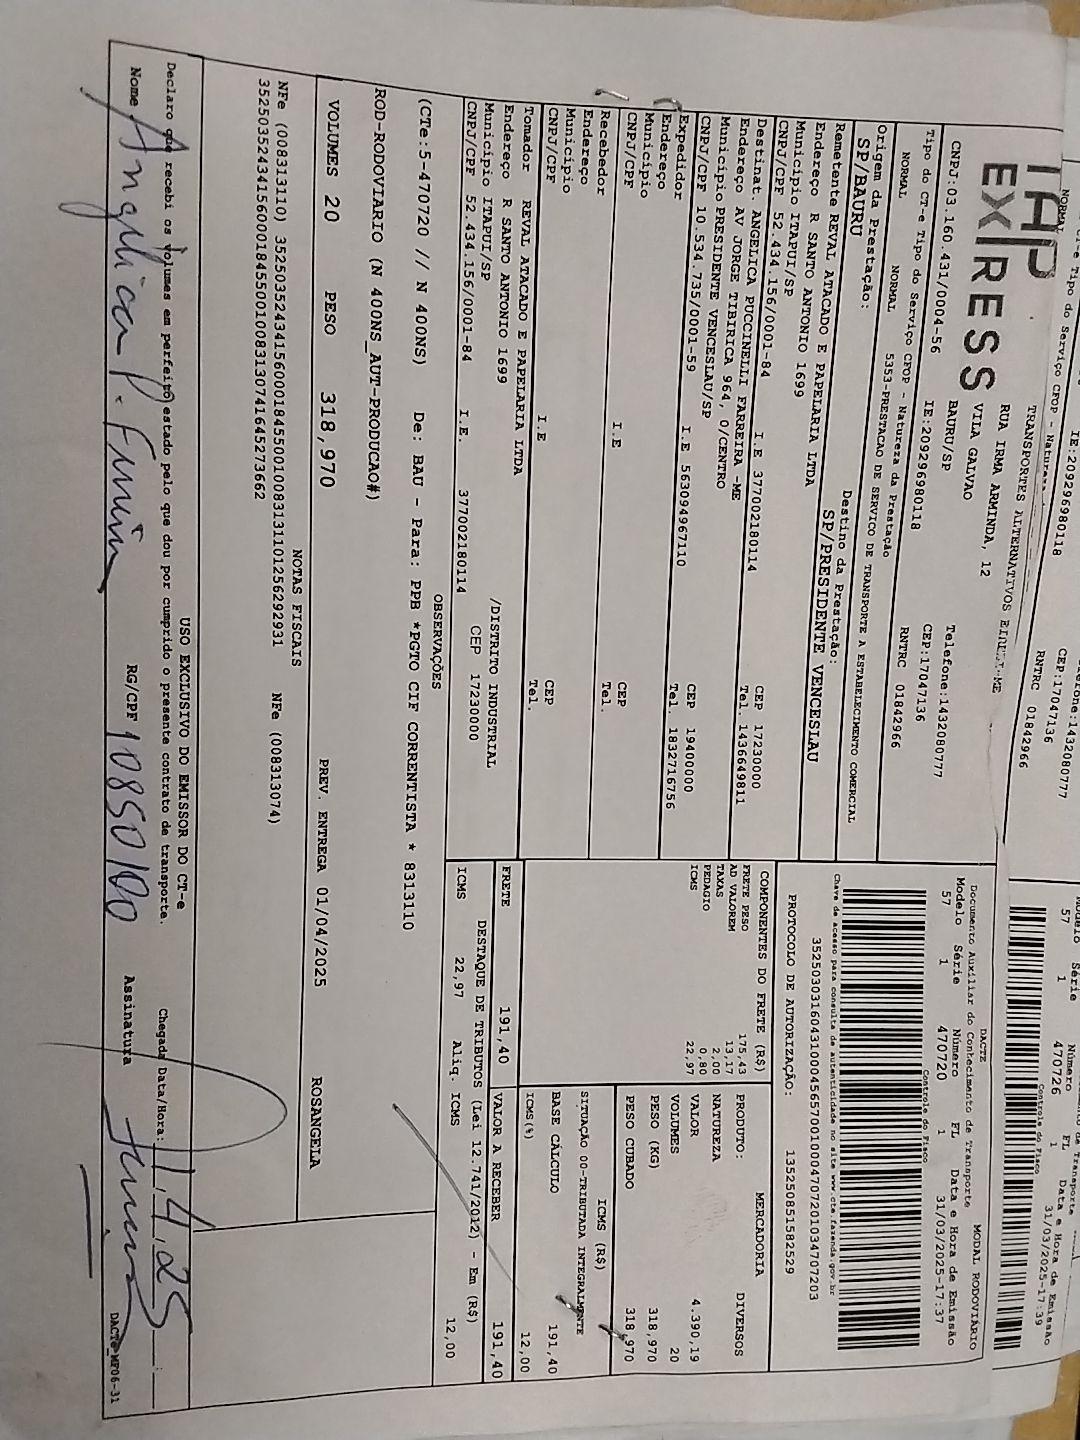 IE:209296980118
CEP:17047136
RNTRC 01842966
57 1 470726 1 31/03/2025-17:39
TAP
EXPRESS
TRANSPORTES ALTERNATIVOS
RUA IRMA ARMINDA, 12
VILA GALVAO
BAURU/SP
Telefone:1432080777
CNPJ:03.160.431/0004-56
IE:209296980118
CEP:17047136
Tipo do CT-e Tipo do Serviço CFOP - Natureza da Prestação
RNTRC 01842966
NORMAL NORMAL 5353-PRESTACAO DE SERVICO DE TRANSPORTE A ESTABELECIMENTO COMERCIAL
Origem da Prestação: Destino da Prestação:
SP/BAURU SP/PRESIDENTE VENCESLAU
Remetente REVAL ATACADO E PAPELARIA LTDA
Endereço R SANTO ANTONIO 1699
Município ITAPUI/SP CEP 17230000
CNPJ/CPF 52.434.156/0001-84 I.E 377002180114 Tel. 1436649811
Destinat. ANGELICA PUCCINELLI FARREIRA -ME
Endereço AV JORGE TIBIRICA 964, 0/CENTRO
Município PRESIDENTE VENCESLAU/SP CEP 19400000
CNPJ/CPF 10.534.735/0001-59 I.E 563094967110 Tel. 1832716756
Expedidor
Endereço
Município CEP
CNPJ/CPF I.E Tel.
Recebedor
Endereço
Município CEP
CNPJ/CPF I.E Tel.
Tomador REVAL ATACADO E PAPELARIA LTDA
Endereço R SANTO ANTONIO 1699 /DISTRITO INDUSTRIAL
Município ITAPUI/SP CEP 17230000
CNPJ/CPF 52.434.156/0001-84 I.E. 377002180114
DACTE
Documento Auxiliar do Conhecimento de Transporte MODAL RODOVIÁRIO
Modelo Série Número FL Data e Hora de Emissão
57 1 470720 1 31/03/2025-17:37
Controle do Fisco
Chave de acesso para consulta de autenticidade no site www.cte.fazenda.gov.br
PROTOCOLO DE AUTORIZAÇÃO: 135250851582529
COMPONENTES DO FRETE (R$)
FRETE PESO 175,43
AD VALOREM 13,17
TAXAS 2,00
PEDAGIO 0,80
ICMS 22,97
MERCADORIA
PRODUTO: DIVERSOS
NATUREZA
VALOR 4.390,19
VOLUMES 20
PESO (KG) 318,970
PESO CUBADO 318,970
ICMS (R$)
SITUAÇÃO 00-TRIBUTADA INTEGRALMENTE
BASE CÁLCULO 191,40
ICMS(%) 12,00
FRETE 191,40 VALOR A RECEBER 191,40
DESTAQUE DE TRIBUTOS (Lei 12.741/2012) - Em (R$)
ICMS 22,97 Aliq. ICMS 12,00
OBSERVAÇÕES
(CTe:5-470720 // N 400NS) De: BAU - Para: PPB *PGTO CIF CORRENTISTA * 8313110
ROD-RODOVIARIO (N 400NS_AUT-PRODUCAO#)
VOLUMES 20 PESO 318,970 PREV. ENTREGA 01/04/2025 ROSANGELA
NOTAS FISCAIS
NFe (008313110) 35250352434156000184550010083131101256292931 NFe (008313074)
35250352434156000184550010083130741645273662
USO EXCLUSIVO DO EMISSOR DO CT-e
Declaro que recebi os volumes em perfeito estado pelo que dou por cumprido o presente contrato de transporte.
Chegada Data/Hora: 1.4.25
Nome Angelica P. RG/CPF Assinatura
DACTe_MF06-31